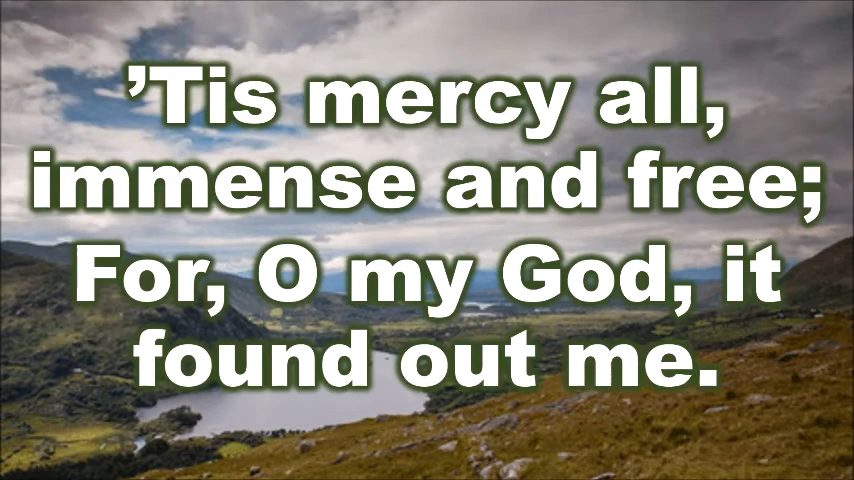 ’Tis mercy all,
immense and free;
For, O my God, it
found out me.